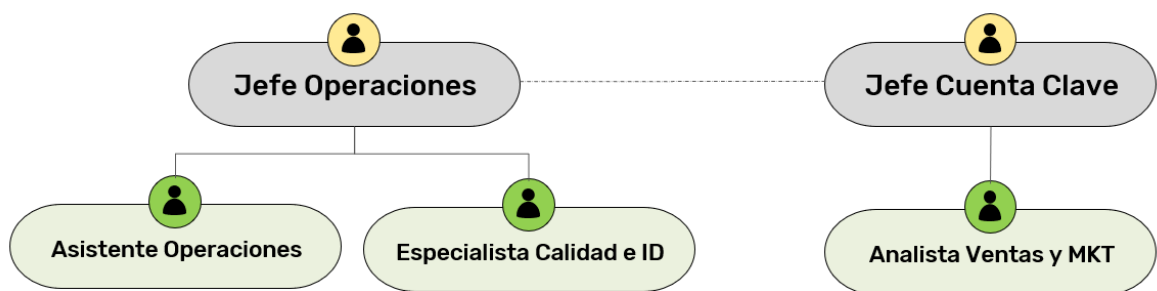 Jefe Operaciones
Jefe Cuenta Clave
Asistente Operaciones
Especialista Calidad e ID
Analista Ventas y MKT